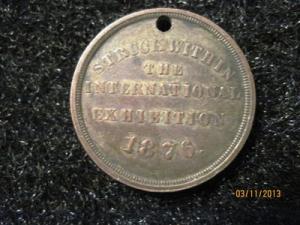 STRUCK WITHIN
THE
INTERNATIONAL
EXHIBITION
1876.
03/11/2013